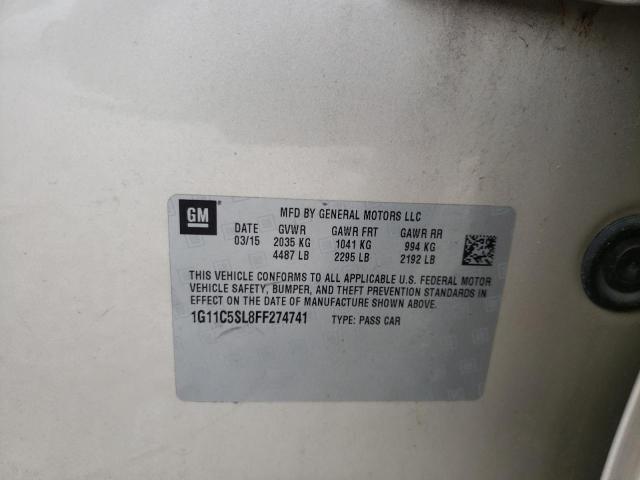 GM
MFD BY GENERAL MOTORS LLC
DATE GVWR GAWR FRT GAWR RR
03/15 2035 KG 1041 KG 994 KG
4487 LB 2295 LB 2192 LB
THIS VEHICLE CONFORMS TO ALL APPLICABLE U.S. FEDERAL MOTOR
VEHICLE SAFETY, BUMPER, AND THEFT PREVENTION STANDARDS IN
EFFECT ON THE DATE OF MANUFACTURE SHOWN ABOVE.
1G11C5SL8FF274741 TYPE: PASS CAR